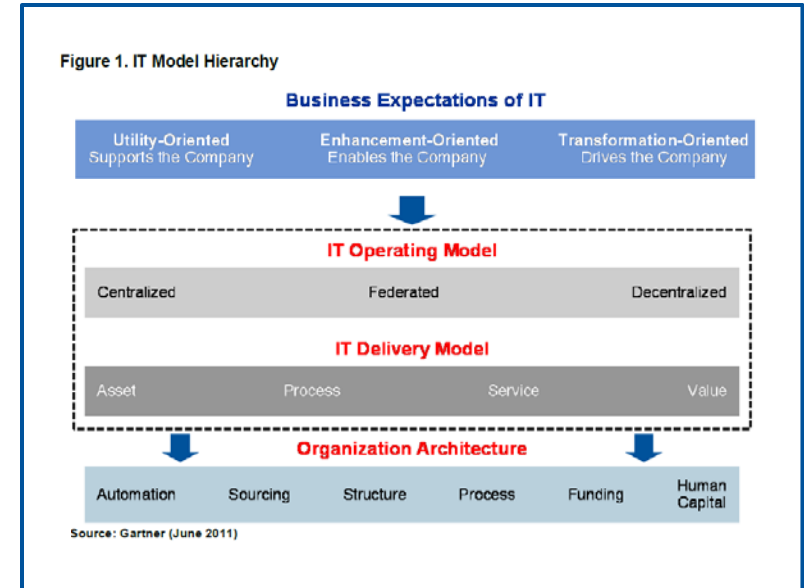 Figure 1. IT Model Hierarchy
Business Expectations of IT
Utility-Oriented Enhancement-Oriented Transformation-Oriented
Supports the Company Enables the Company Drives the Company
IT Operating Model
Centralized Federated Decentralized
IT Delivery Model
Asset Process Service Value
Organization Architecture
Automation Sourcing Structure Process Funding Human Capital
Source: Gartner (June 2011)